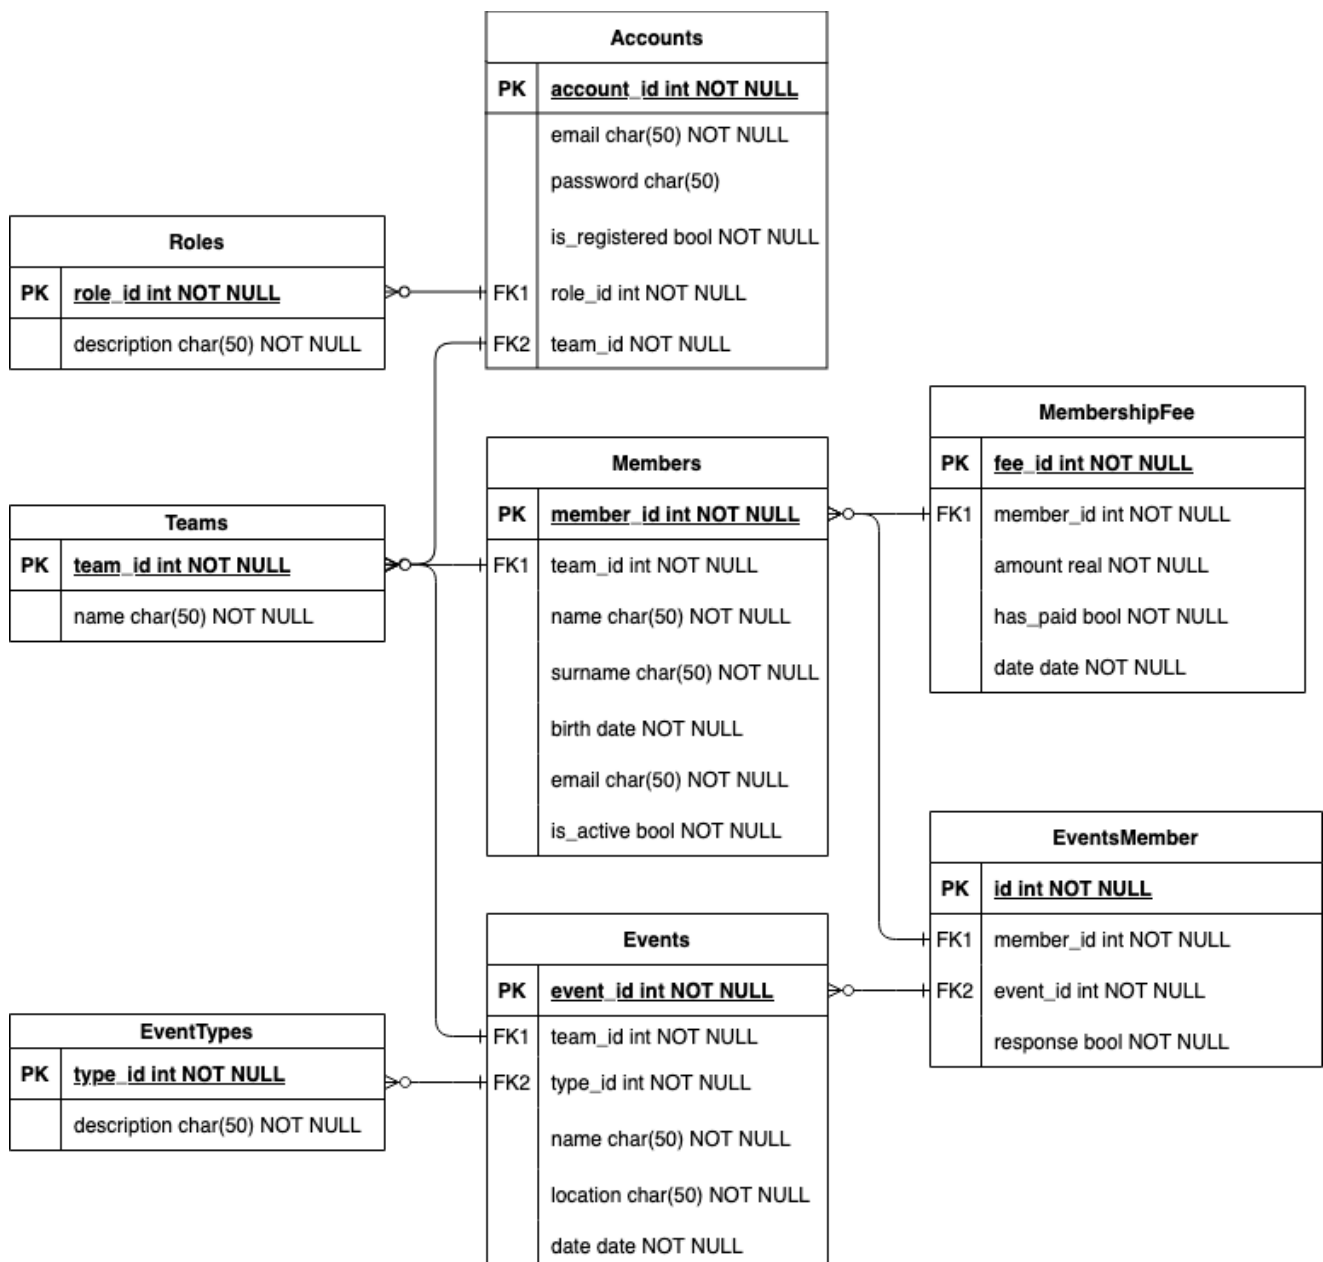 Accounts
PK account_id int NOT NULL
email char(50) NOT NULL
password char(50)
is_registered bool NOT NULL
FK1 role_id int NOT NULL
FK2 team_id NOT NULL
Roles
PK role_id int NOT NULL
description char(50) NOT NULL
Teams
PK team_id int NOT NULL
name char(50) NOT NULL
Members
PK member_id int NOT NULL
FK1 team_id int NOT NULL
name char(50) NOT NULL
surname char(50) NOT NULL
birth date NOT NULL
email char(50) NOT NULL
is_active bool NOT NULL
MembershipFee
PK fee_id int NOT NULL
FK1 member_id int NOT NULL
amount real NOT NULL
has_paid bool NOT NULL
date date NOT NULL
EventsMember
PK id int NOT NULL
FK1 member_id int NOT NULL
FK2 event_id int NOT NULL
response bool NOT NULL
Events
PK event_id int NOT NULL
FK1 team_id int NOT NULL
FK2 type_id int NOT NULL
name char(50) NOT NULL
location char(50) NOT NULL
date date NOT NULL
EventTypes
PK type_id int NOT NULL
description char(50) NOT NULL